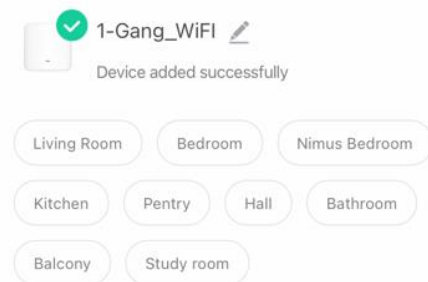 1-Gang_WiFI
Device added successfully
Living Room Bedroom Nimus Bedroom
Kitchen Pentry Hall Bathroom
Balcony Study room